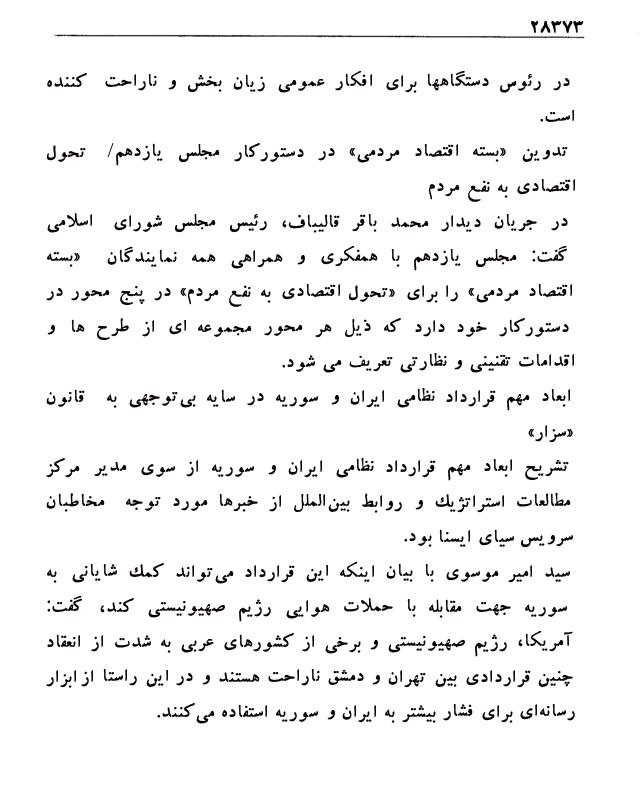 ۲۸۳۷۳
در رئوس دستگاهها برای افکار عمومی زیان بخش و ناراحت کننده
است.
تدوین «بسته اقتصاد مردمی» در دستورکار مجلس یازدهم/ تحول
اقتصادی به نفع مردم
در جریان دیدار محمد باقر قالیباف، رئیس مجلس شورای اسلامی
گفت: مجلس یازدهم با همفکری و همراهی همه نمایندگان «بسته
اقتصاد مردمی» را برای «تحول اقتصادی به نفع مردم» در پنج محور در
دستورکار خود دارد که ذیل هر محور مجموعه ای از طرح ها و
اقدامات تقنینی و نظارتی تعریف می شود.
ابعاد مهم قرارداد نظامی ایران و سوریه در سایه بی‌توجهی به قانون
«سزار»
تشریح ابعاد مهم قرارداد نظامی ایران و سوریه از سوی مدیر مرکز
مطالعات استراتژیك و روابط بین‌الملل از خبرها مورد توجه مخاطبان
سرویس سیای ایسنا بود.
سید امیر موسوی با بیان اینکه این قرارداد می‌تواند کمك شایانی به
سوریه جهت مقابله با حملات هوایی رژیم صهیونیستی کند، گفت:
آمریکا، رژیم صهیونیستی و برخی از کشورهای عربی به شدت از انعقاد
چنین قراردادی بین تهران و دمشق ناراحت هستند و در این راستا از ابزار
رسانه‌ای برای فشار بیشتر به ایران و سوریه استفاده می‌کنند.